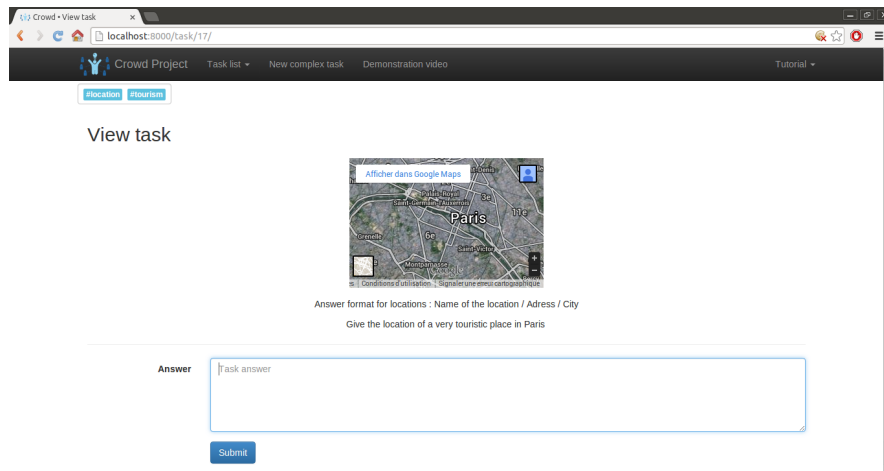 Crowd • View task
localhost:8000/task/17/
Crowd Project Task list New complex task Demonstration video Tutorial
#location #tourism
View task
Afficher dans Google Maps
t-Denis
Palais-Royal
3e
Saint-Germain-l'Auxerrois
11e
Paris
Grenelle
6e
Saint-Victor
Montparnasse
Conditions d'utilisation Signaler une erreur cartographique
Answer format for locations : Name of the location / Adress / City
Give the location of a very touristic place in Paris
Answer
Task answer
Submit